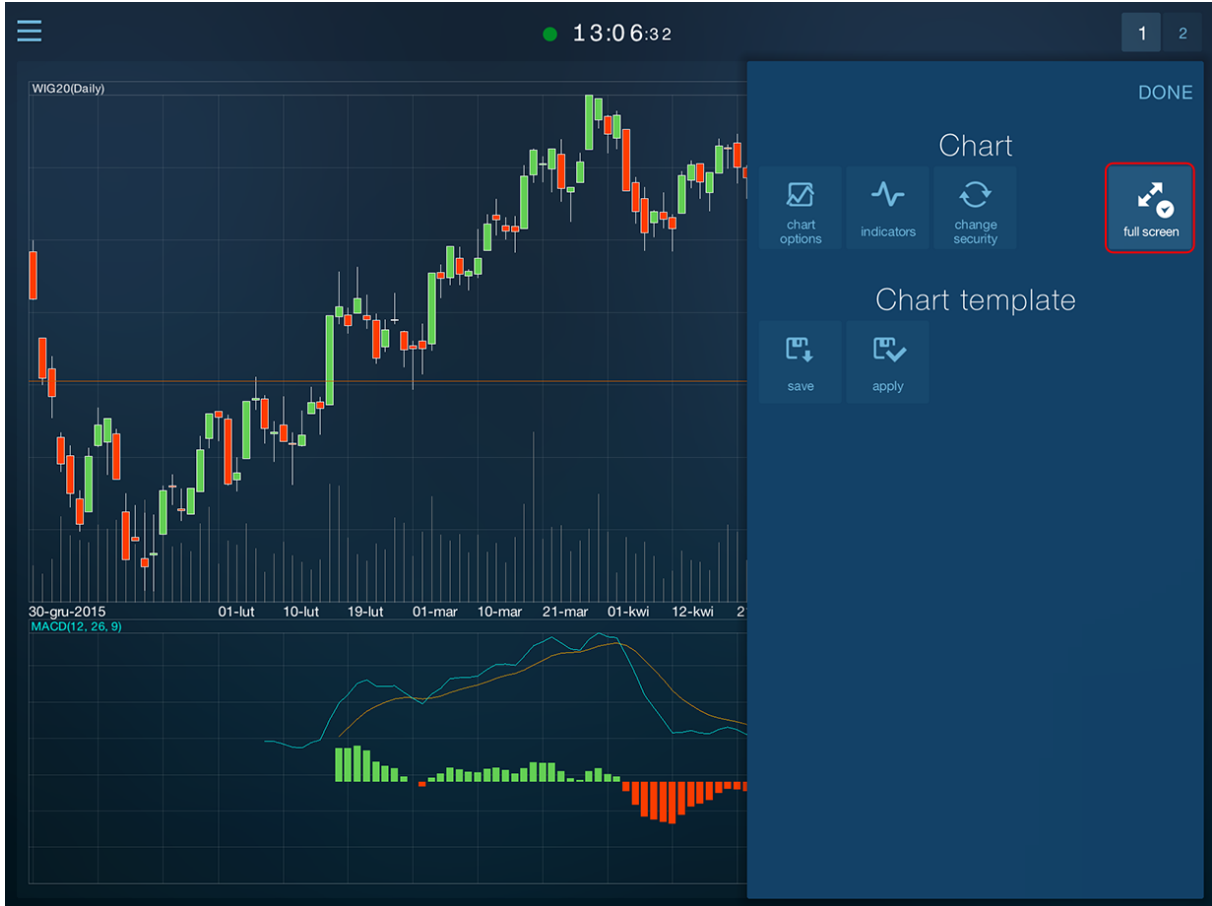 13:06:32
1
2
WIG20(Daily)
DONE
Chart
chart
options
indicators
change
security
full screen
Chart template
save
apply
30-gru-2015 01-lut 10-lut 19-lut 01-mar 10-mar 21-mar 01-kwi 12-kwi 2
MACD(12, 26, 9)